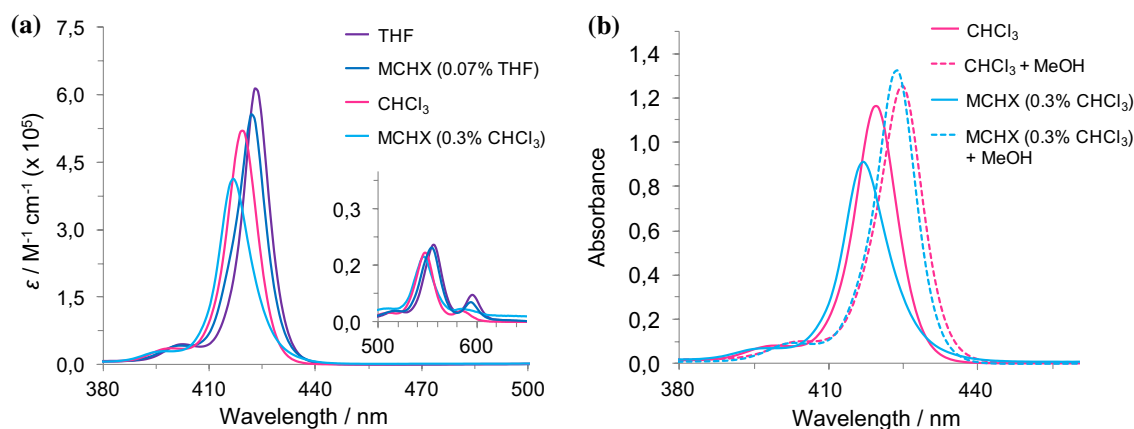 (a)
7,5
6,0
4,5
3,0
1,5
0,0
ε / M⁻¹ cm⁻¹ (x 10⁵)
THF
MCHX (0.07% THF)
CHCl₃
MCHX (0.3% CHCl₃)
0,3
0,2
0,0
500 600
380 410 440 470 500
Wavelength / nm
(b)
380 410 440
1,4
1,2
1,0
0,8
0,6
0,4
0,2
0,0
Absorbance
CHCl₃
CHCl₃ + MeOH
MCHX (0.3% CHCl₃)
MCHX (0.3% CHCl₃)
+ MeOH
380 410 440
Wavelength / nm